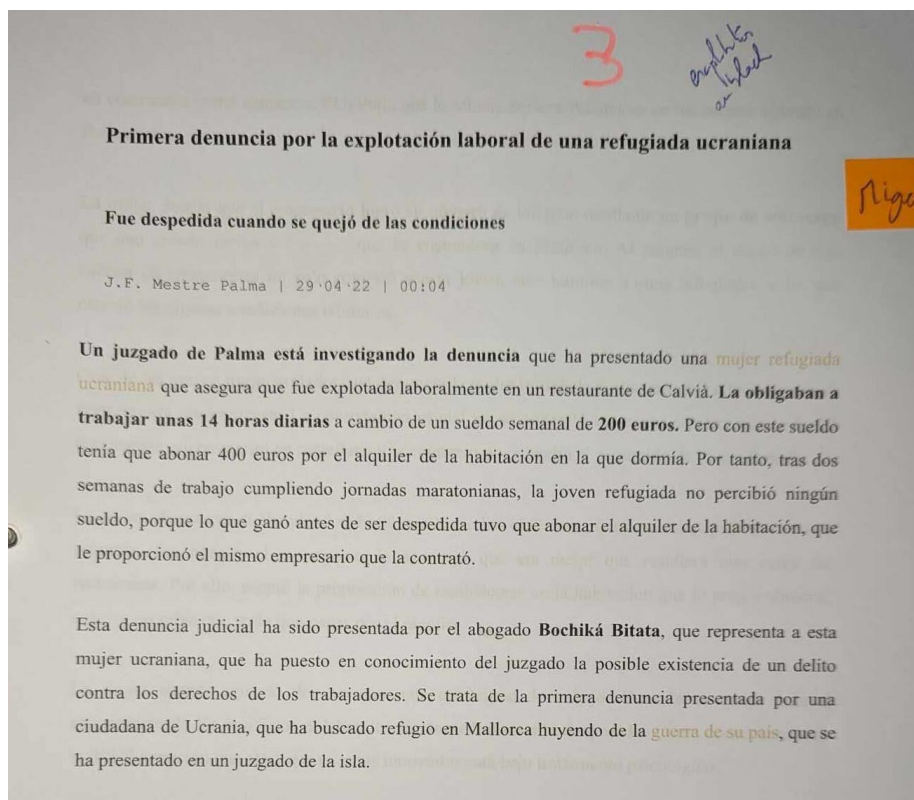 3
Primera denuncia por la explotación laboral de una refugiada ucraniana
Fue despedida cuando se quejó de las condiciones
J.F. Mestre Palma | 29·04·22 | 00:04
Un juzgado de Palma está investigando la denuncia que ha presentado una mujer refugiada
ucraniana que asegura que fue explotada laboralmente en un restaurante de Calvià. La obligaban a
trabajar unas 14 horas diarias a cambio de un sueldo semanal de 200 euros. Pero con este sueldo
tenía que abonar 400 euros por el alquiler de la habitación en la que dormía. Por tanto, tras dos
semanas de trabajo cumpliendo jornadas maratonianas, la joven refugiada no percibió ningún
sueldo, porque lo que ganó antes de ser despedida tuvo que abonar el alquiler de la habitación, que
le proporcionó el mismo empresario que la contrató.
Esta denuncia judicial ha sido presentada por el abogado Bochiká Bitata, que representa a esta
mujer ucraniana, que ha puesto en conocimiento del juzgado la posible existencia de un delito
contra los derechos de los trabajadores. Se trata de la primera denuncia presentada por una
ciudadana de Ucrania, que ha buscado refugio en Mallorca huyendo de la guerra de su país, que se
ha presentado en un juzgado de la isla.